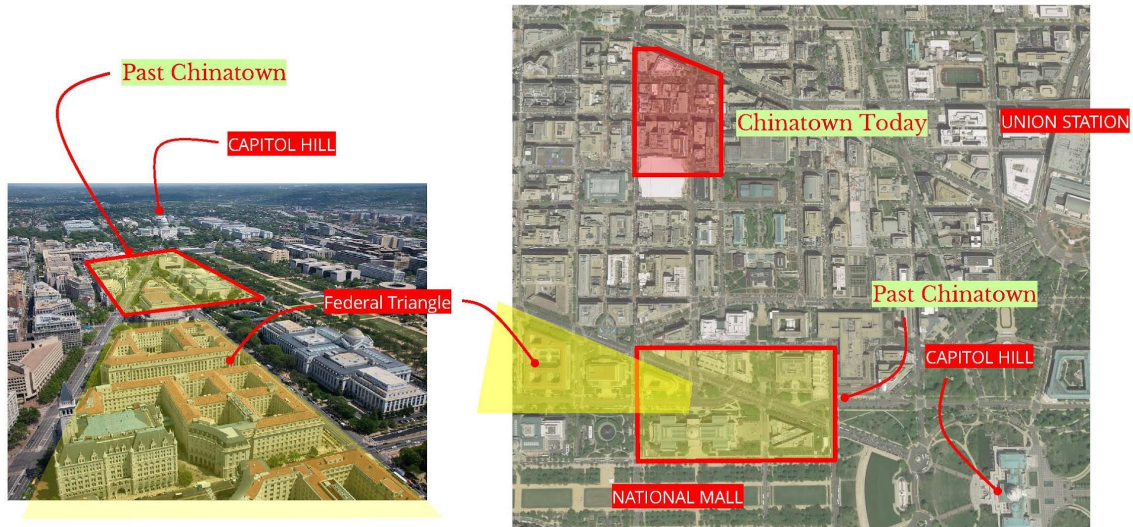 Past Chinatown
CAPITOL HILL
Federal Triangle
Chinatown Today
UNION STATION
Past Chinatown
CAPITOL HILL
NATIONAL MALL